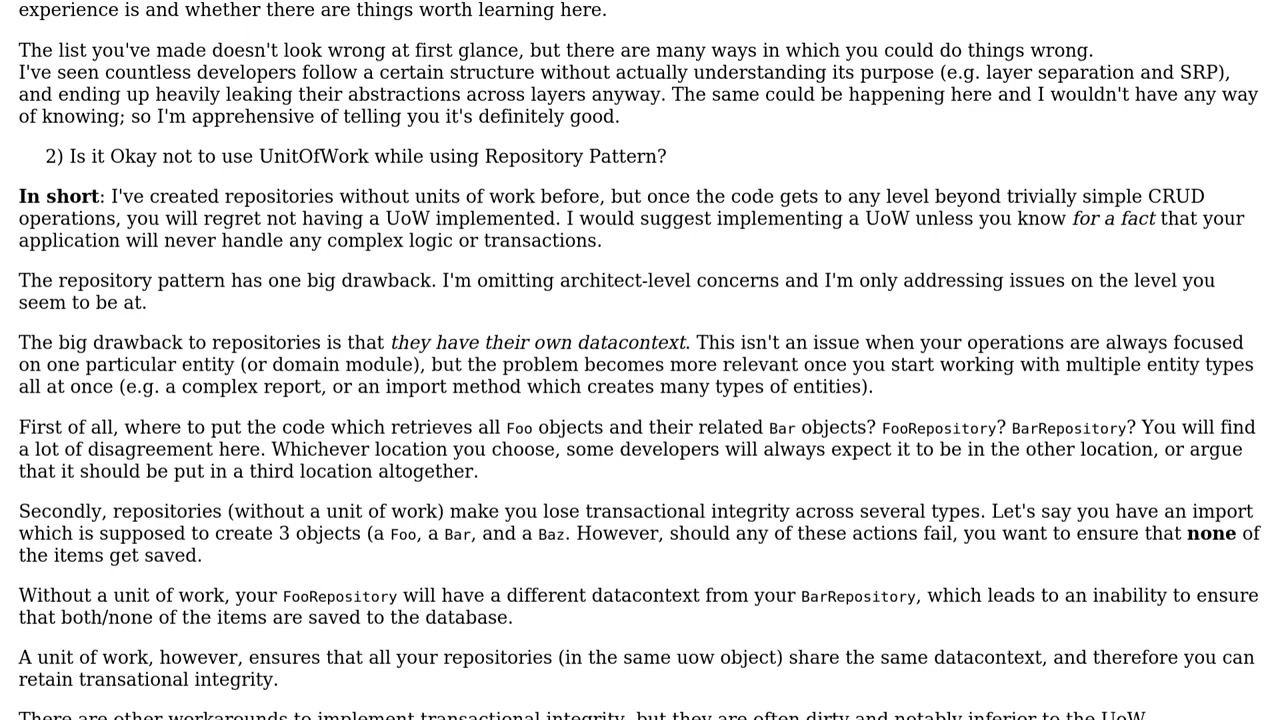 experience is and whether there are things worth learning here.
The list you've made doesn't look wrong at first glance, but there are many ways in which you could do things wrong.
I've seen countless developers follow a certain structure without actually understanding its purpose (e.g. layer separation and SRP),
and ending up heavily leaking their abstractions across layers anyway. The same could be happening here and I wouldn't have any way
of knowing; so I'm apprehensive of telling you it's definitely good.
2) Is it Okay not to use UnitOfWork while using Repository Pattern?
In short: I've created repositories without units of work before, but once the code gets to any level beyond trivially simple CRUD
operations, you will regret not having a UoW implemented. I would suggest implementing a UoW unless you know for a fact that your
application will never handle any complex logic or transactions.
The repository pattern has one big drawback. I'm omitting architect-level concerns and I'm only addressing issues on the level you
seem to be at.
The big drawback to repositories is that they have their own datacontext. This isn't an issue when your operations are always focused
on one particular entity (or domain module), but the problem becomes more relevant once you start working with multiple entity types
all at once (e.g. a complex report, or an import method which creates many types of entities).
First of all, where to put the code which retrieves all Foo objects and their related Bar objects? FooRepository? BarRepository? You will find
a lot of disagreement here. Whichever location you choose, some developers will always expect it to be in the other location, or argue
that it should be put in a third location altogether.
Secondly, repositories (without a unit of work) make you lose transactional integrity across several types. Let's say you have an import
which is supposed to create 3 objects (a Foo, a Bar, and a Baz. However, should any of these actions fail, you want to ensure that none of
the items get saved.
Without a unit of work, your FooRepository will have a different datacontext from your BarRepository, which leads to an inability to ensure
that both/none of the items are saved to the database.
A unit of work, however, ensures that all your repositories (in the same uow object) share the same datacontext, and therefore you can
retain transational integrity.
There are other workarounds to implement transactional integrity, but they are often dirty and notably inferior to the UoW